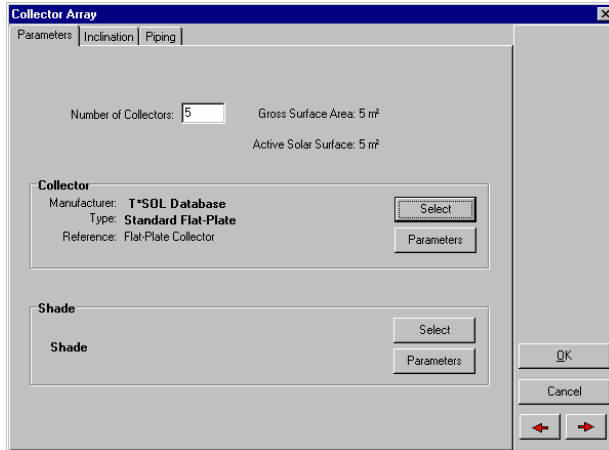 Collector Array
Parameters Inclination Piping
Number of Collectors: 5 Gross Surface Area: 5 m²
Active Solar Surface: 5 m²
Collector
Manufacturer: T*SOL Database
Select
Type: Standard Flat-Plate
Reference: Flat-Plate Collector
Parameters
Shade
Select
Shade
Parameters
OK
Cancel